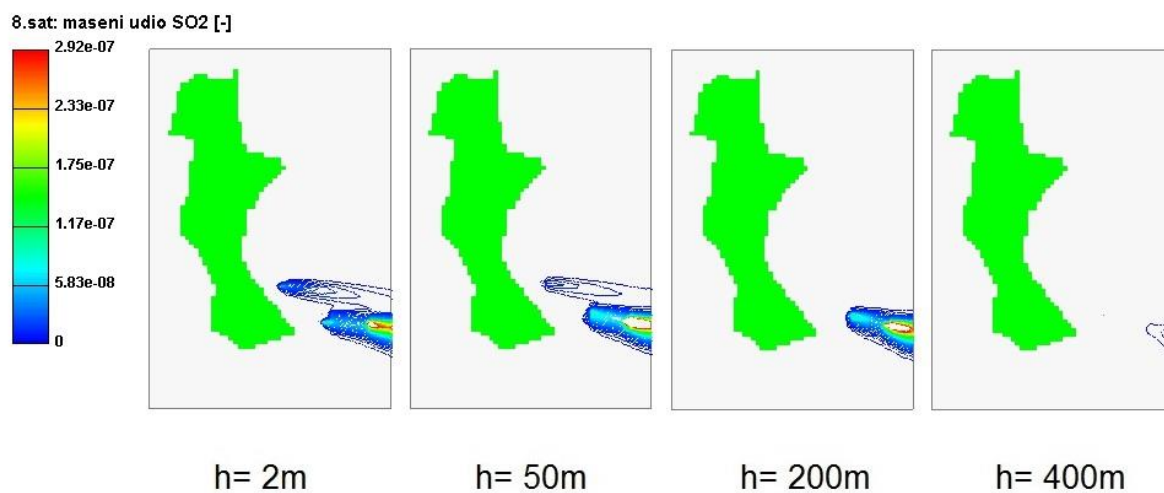 8.sat: maseni udio SO2 [-]
2.92e-07
2.33e-07
1.75e-07
1.17e-07
5.83e-08
0
h= 2m
h= 50m
h= 200m
h= 400m